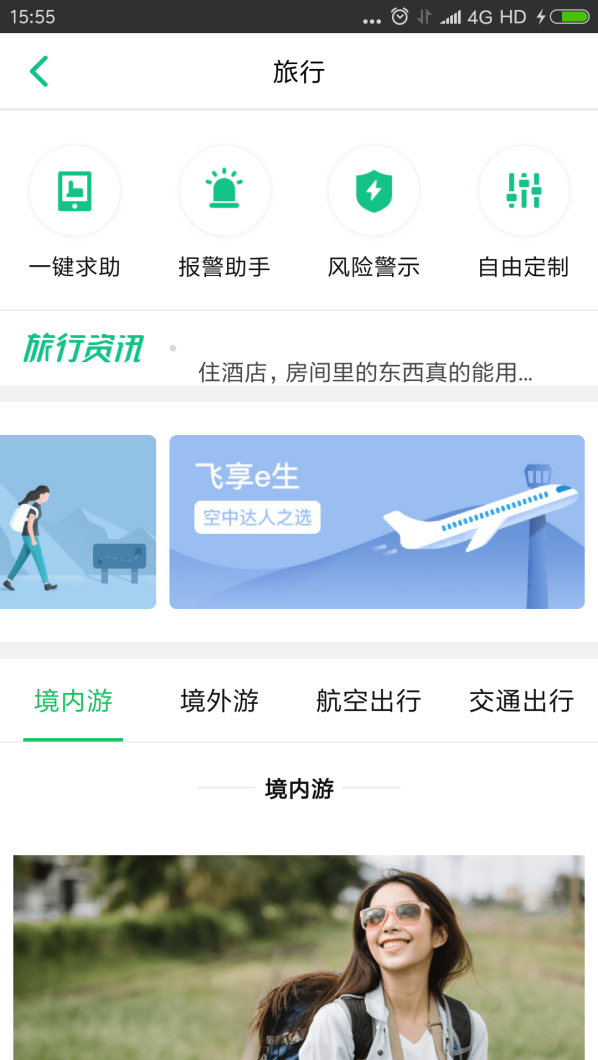 15:55
4G HD
旅行
一键求助
报警助手
风险警示
自由定制
旅行资讯
住酒店，房间里的东西真的能用...
飞享e生
空中达人之选
境内游
境外游
航空出行
交通出行
境内游